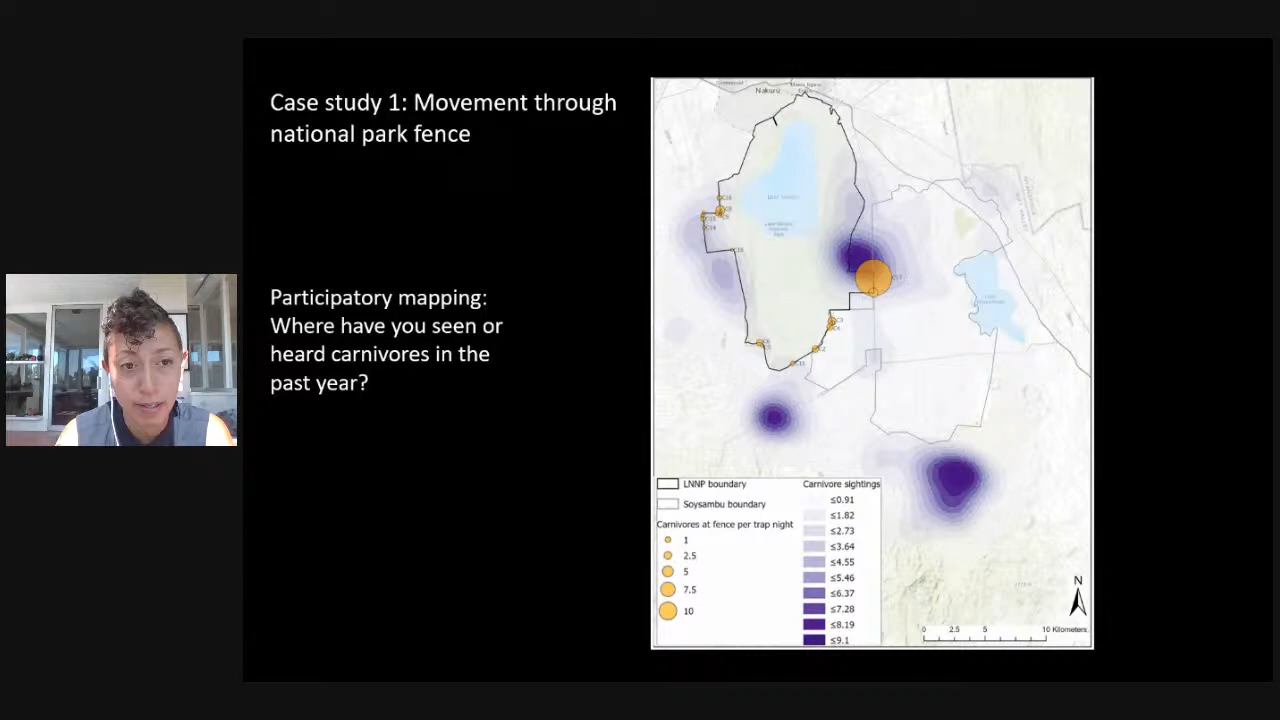 Case study 1: Movement through
national park fence
Participatory mapping:
Where have you seen or
heard carnivores in the
past year?
Nakuru
LNNP boundary
Soysambu boundary
Carnivores at fence per trap night
1
2.5
5
7.5
10
Carnivore sightings
≤0.91
≤1.82
≤2.73
≤3.64
≤4.55
≤5.46
≤6.37
≤7.28
≤8.19
≤9.1
N
0 2.5 5 10 Kilometers